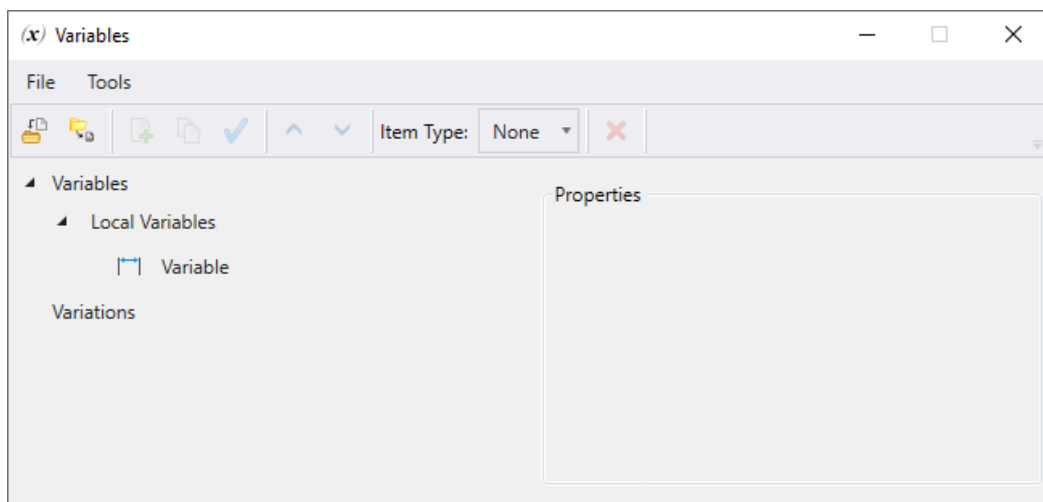 (x) Variables
File Tools
Item Type: None
Variables
Local Variables
Variable
Variations
Properties